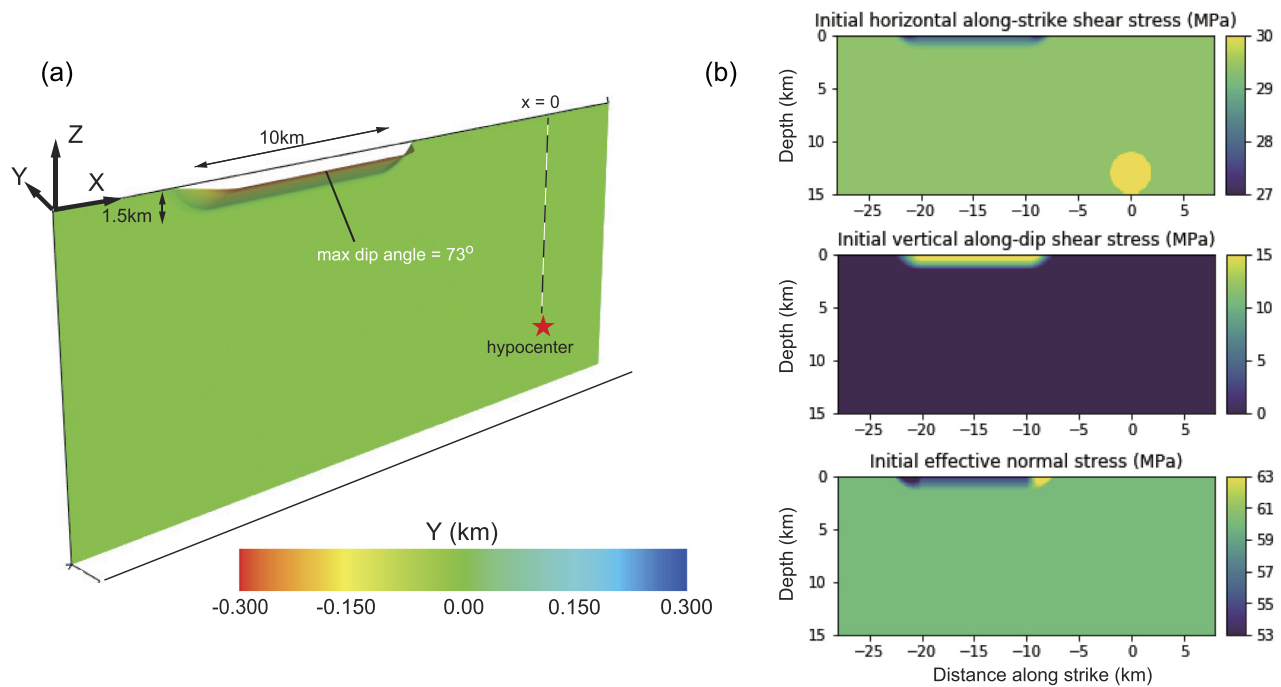 (a)
x = 0
10km
Z
Y
X
1.5km
max dip angle = 73o
hypocenter
Y (km)
-0.300 -0.150 0.00 0.150 0.300
(b)
Initial horizontal along-strike shear stress (MPa)
0
5
10
15
Depth (km)
−25 −20 −15 −10 −5 0 5
30
29
28
27
Initial vertical along-dip shear stress (MPa)
0
5
10
15
Depth (km)
−25 −20 −15 −10 −5 0 5
15
10
5
0
Initial effective normal stress (MPa)
0
5
10
15
Depth (km)
−25 −20 −15 −10 −5 0 5
63
61
59
57
55
53
Distance along strike (km)